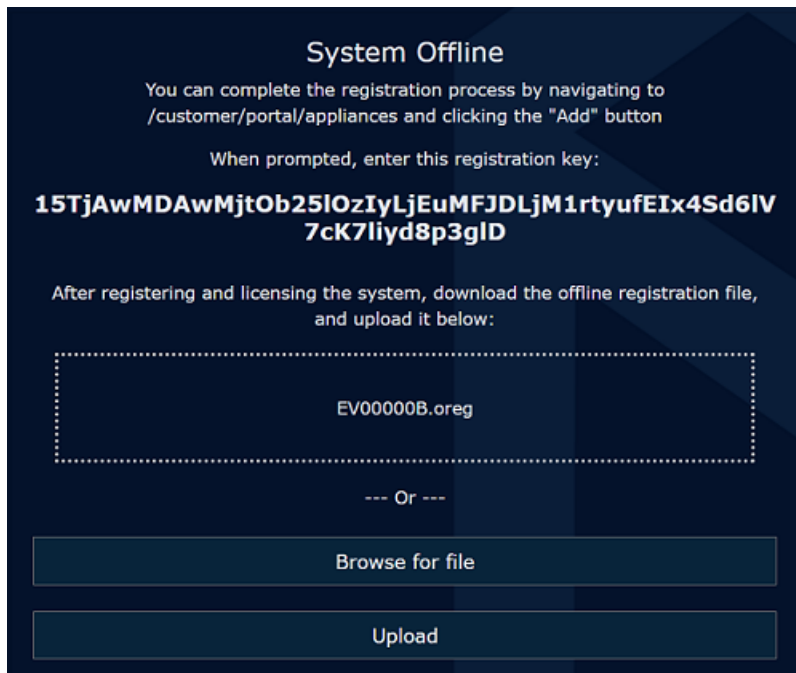 System Offline
You can complete the registration process by navigating to
/customer/portal/appliances and clicking the "Add" button
When prompted, enter this registration key:
15TjAwMDAwMjtOb25lOzIyLjEuMFJDLjM1rtyufEIx4Sd6lV
7cK7liyd8p3glD
After registering and licensing the system, download the offline registration file,
and upload it below:
EV00000B.oreg
--- Or ---
Browse for file
Upload